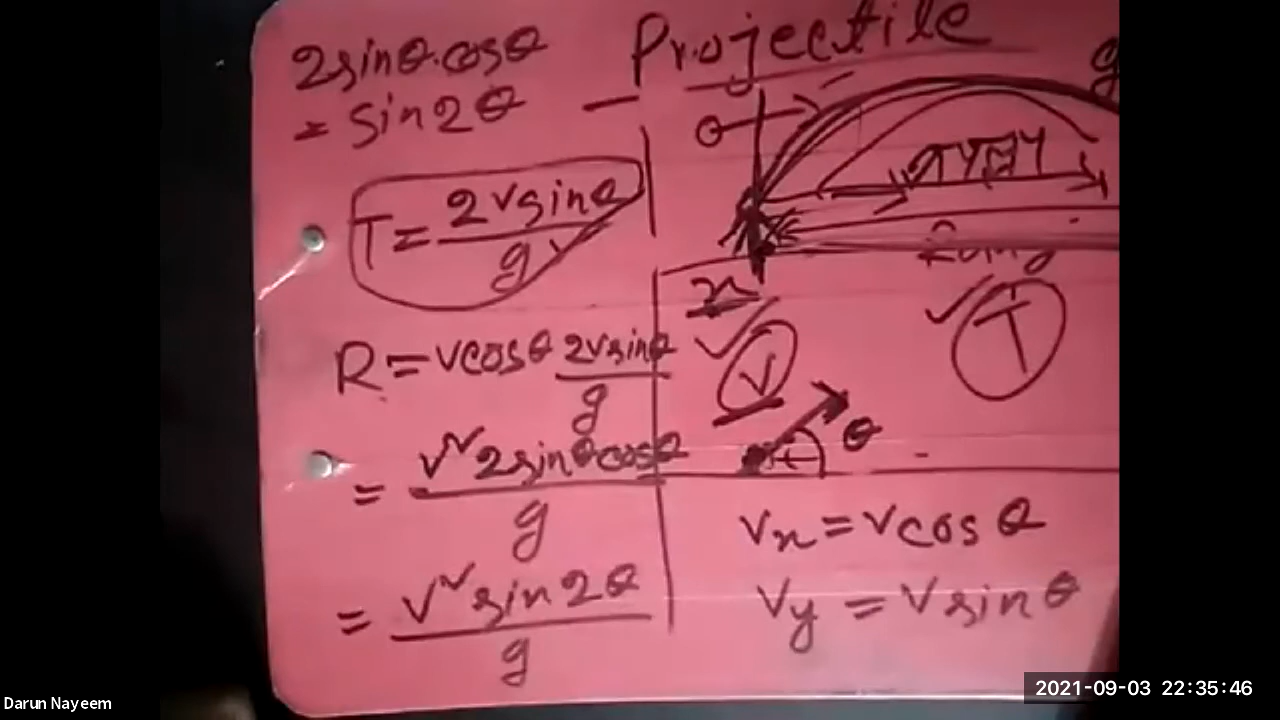 2sinθ.cosθ
= sin2θ
T = 2vsinθ / g
R = vcosθ 2vsinθ / g
= v² 2sinθcosθ / g
= v² sin2θ / g
Projectile
g
x
Range
v
T
θ
Vx = vcosθ
Vy = vsinθ
Darun Nayeem
2021-09-03 22:35:46